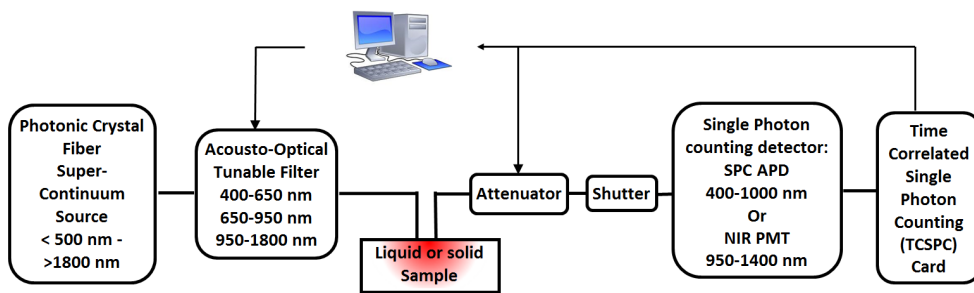 Photonic Crystal
Fiber
Super-
Continuum
Source
< 500 nm -
>1800 nm
Acousto-Optical
Tunable Filter
400-650 nm
650-950 nm
950-1800 nm
Liquid or solid
Sample
Attenuator
Shutter
Single Photon
counting detector:
SPC APD
400-1000 nm
Or
NIR PMT
950-1400 nm
Time
Correlated
Single
Photon
Counting
(TCSPC)
Card